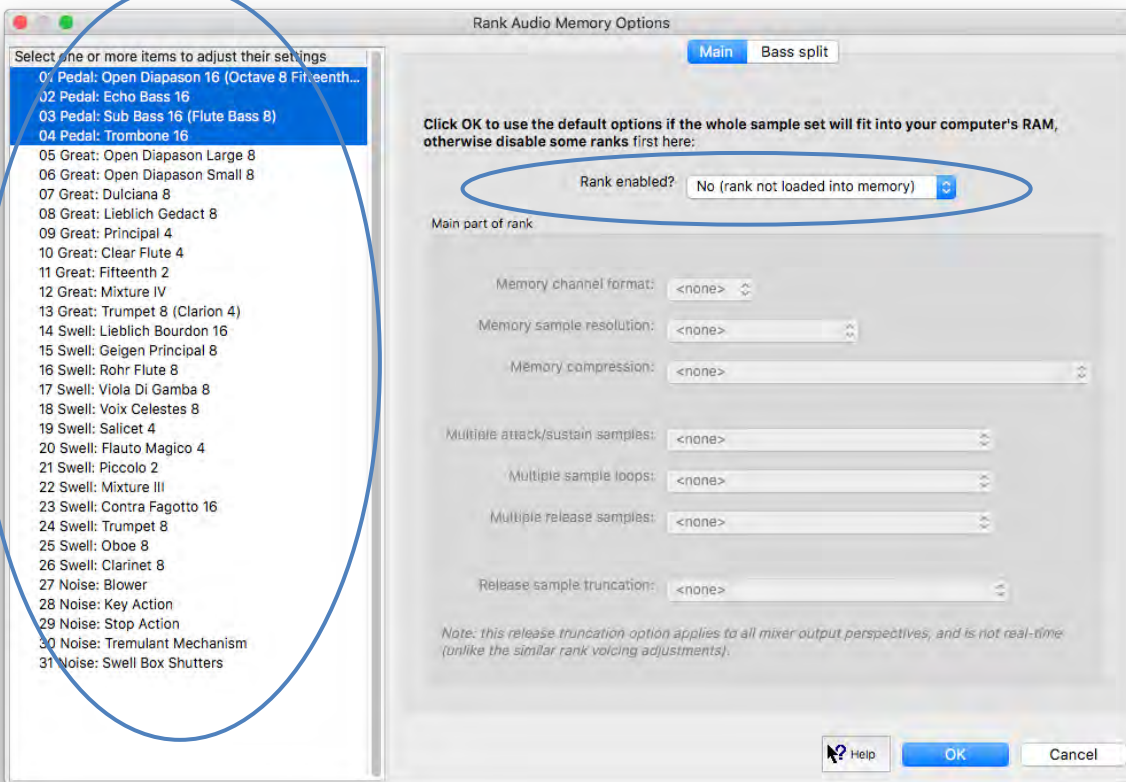 Rank Audio Memory Options
Select one or more items to adjust their settings
01 Pedal: Open Diapason 16 (Octave 8 Fifteenth...
02 Pedal: Echo Bass 16
03 Pedal: Sub Bass 16 (Flute Bass 8)
04 Pedal: Trombone 16
05 Great: Open Diapason Large 8
06 Great: Open Diapason Small 8
07 Great: Dulciana 8
08 Great: Lieblich Gedact 8
09 Great: Principal 4
10 Great: Clear Flute 4
11 Great: Fifteenth 2
12 Great: Mixture IV
13 Great: Trumpet 8 (Clarion 4)
14 Swell: Lieblich Bourdon 16
15 Swell: Geigen Principal 8
16 Swell: Rohr Flute 8
17 Swell: Viola Di Gamba 8
18 Swell: Voix Celestes 8
19 Swell: Salicet 4
20 Swell: Flauto Magico 4
21 Swell: Piccolo 2
22 Swell: Mixture III
23 Swell: Contra Fagotto 16
24 Swell: Trumpet 8
25 Swell: Oboe 8
26 Swell: Clarinet 8
27 Noise: Blower
28 Noise: Key Action
29 Noise: Stop Action
30 Noise: Tremulant Mechanism
31 Noise: Swell Box Shutters
Main Bass split
Click OK to use the default options if the whole sample set will fit into your computer's RAM,
otherwise disable some ranks first here:
Rank enabled? No (rank not loaded into memory)
Main part of rank
Memory channel format: <none>
Memory sample resolution: <none>
Memory compression: <none>
Multiple attack/sustain samples: <none>
Multiple sample loops: <none>
Multiple release samples: <none>
Release sample truncation: <none>
Note: this release truncation option applies to all mixer output perspectives, and is not real-time
(unlike the similar rank voicing adjustments).
Help OK Cancel